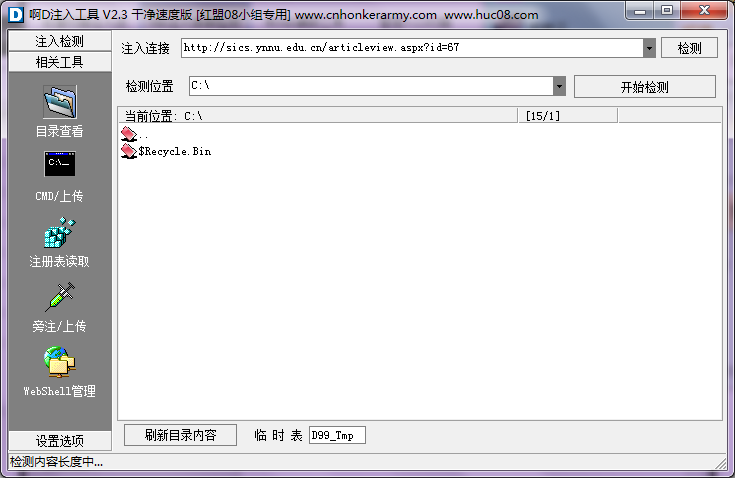 啊D注入工具 V2.3 干净速度版 [红盟08小组专用] www.cnhonkerarmy.com www.huc08.com
注入检测
相关工具
目录查看
C:\_
CMD/上传
注册表读取
旁注/上传
WebShell管理
设置选项
注入连接 http://sics.ynnu.edu.cn/articleview.aspx?id=67 检测
检测位置 C:\ 开始检测
当前位置: C:\ [15/1]
..
$Recycle.Bin
刷新目录内容 临 时 表 D99_Tmp
检测内容长度中...